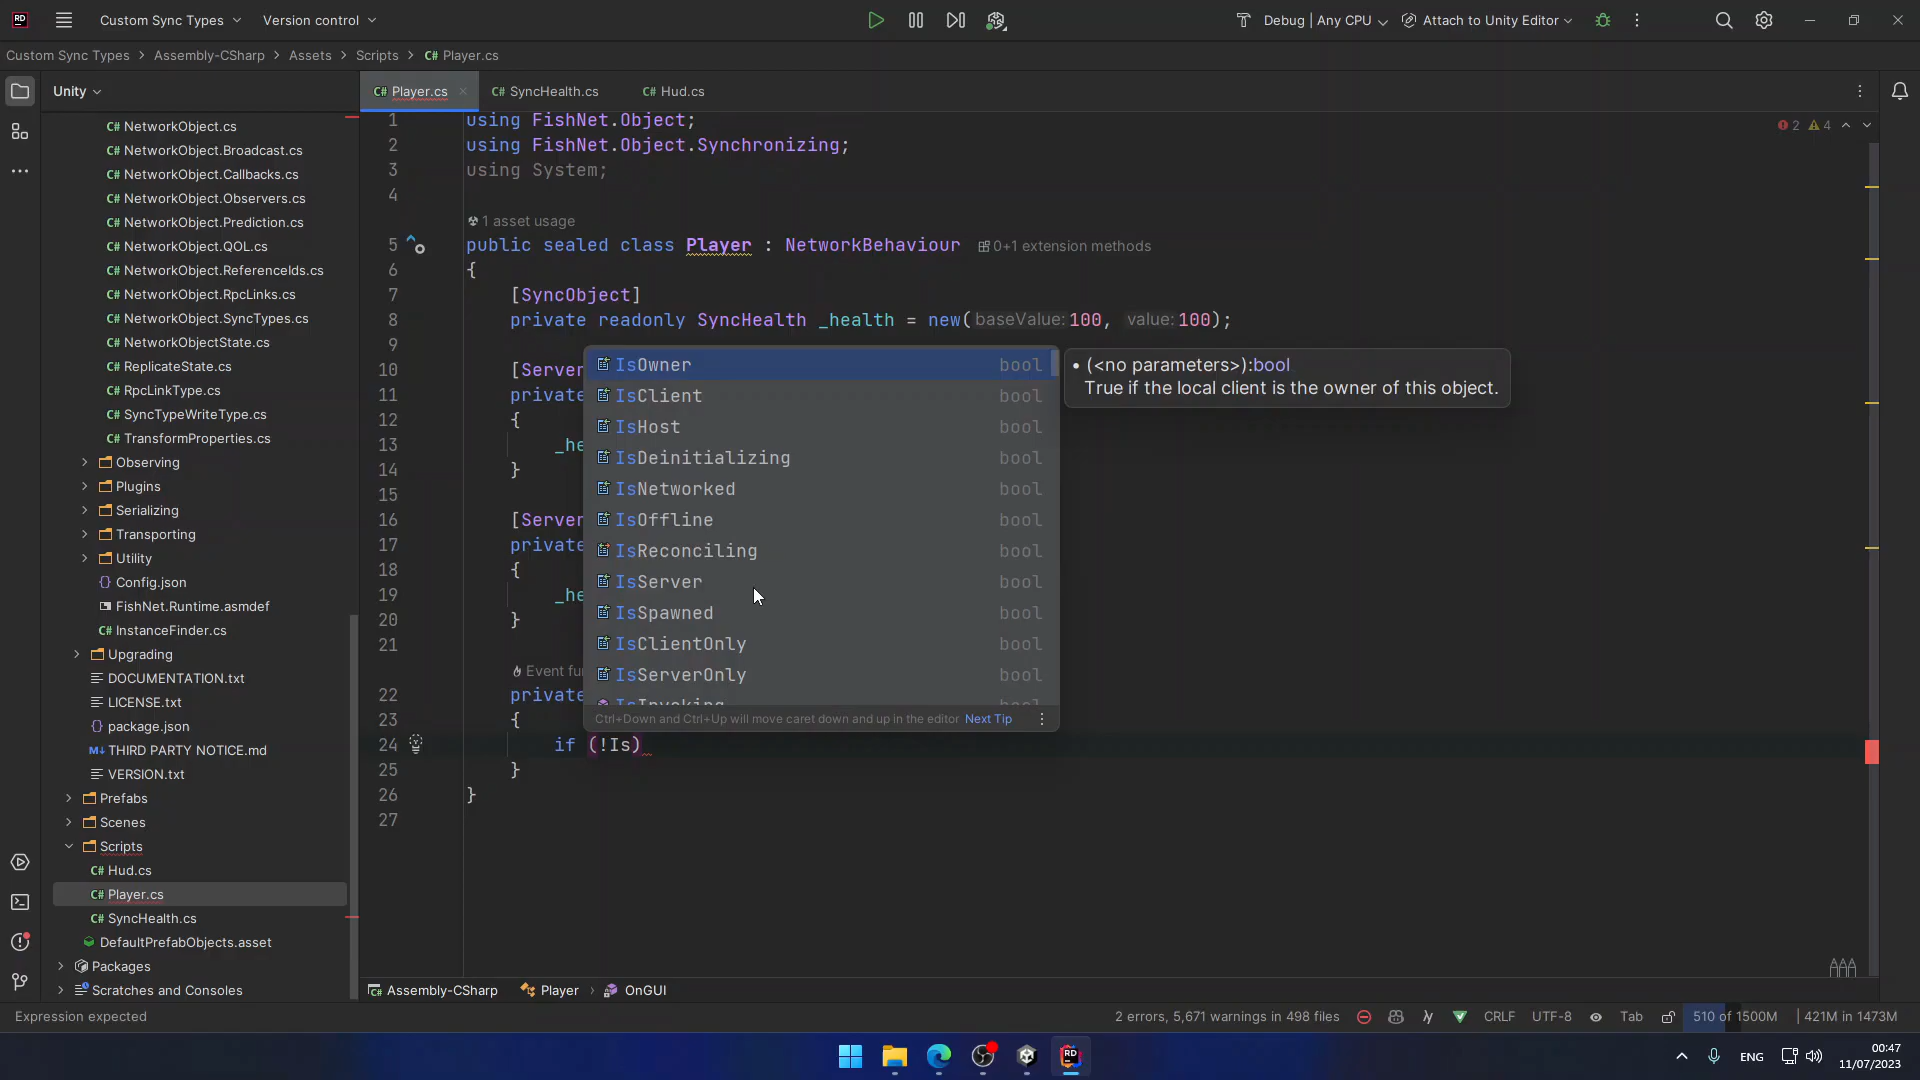 RD
Custom Sync Types
Version control
Debug | Any CPU
Attach to Unity Editor
Custom Sync Types
Assembly-CSharp
Assets
Scripts
C# Player.cs
Unity
C# Player.cs
C# SyncHealth.cs
C# Hud.cs
C# NetworkObject.cs
C# NetworkObject.Broadcast.cs
C# NetworkObject.Callbacks.cs
C# NetworkObject.Observers.cs
C# NetworkObject.Prediction.cs
C# NetworkObject.QOL.cs
C# NetworkObject.ReferenceIds.cs
C# NetworkObject.RpcLinks.cs
C# NetworkObject.SyncTypes.cs
C# NetworkObjectState.cs
C# ReplicateState.cs
C# RpcLinkType.cs
C# SyncTypeWriteType.cs
C# TransformProperties.cs
Observing
Plugins
Serializing
Transporting
Utility
{} Config.json
FishNet.Runtime.asmdef
C# InstanceFinder.cs
Upgrading
DOCUMENTATION.txt
LICENSE.txt
{} package.json
M↓ THIRD PARTY NOTICE.md
VERSION.txt
Prefabs
Scenes
Scripts
C# Hud.cs
C# Player.cs
C# SyncHealth.cs
DefaultPrefabObjects.asset
Packages
Scratches and Consoles
2 4
1 using FishNet.Object;
2 using FishNet.Object.Synchronizing;
3 using System;
4
1 asset usage
5 public sealed class Player : NetworkBehaviour 0+1 extension methods
6 {
7 [SyncObject]
8 private readonly SyncHealth _health = new( baseValue: 100, value: 100);
9
10 [Server
11 private
12 {
13 _he
14 }
15
16 [Server
17 private
18 {
19 _he
20 }
21
Event fu
22 private
23 {
24 if (!Is)
25 }
26 }
27
IsOwner bool
IsClient bool
IsHost bool
IsDeinitializing bool
IsNetworked bool
IsOffline bool
IsReconciling bool
IsServer bool
IsSpawned bool
IsClientOnly bool
IsServerOnly bool
IsInvoking
Ctrl+Down and Ctrl+Up will move caret down and up in the editor Next Tip
• (<no parameters>):bool
True if the local client is the owner of this object.
Assembly-CSharp
Player
OnGUI
Expression expected
2 errors, 5,671 warnings in 498 files
CRLF
UTF-8
Tab
510 of 1500M
421M in 1473M
RD
ENG
00:47
11/07/2023